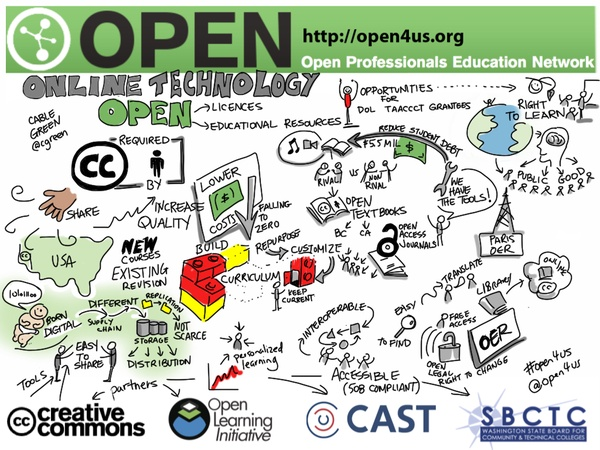 OPEN
http://open4us.org
Open Professionals Education Network
ONLINE TECHNOLOGY
OPEN
LICENCES
EDUCATIONAL RESOURCES
OPPORTUNITIES
FOR
DOL TAACCCT GRANTEES
RIGHT
TO LEARN
CABLE
GREEN
@cgreen
REQUIRED
CC
BY
REDUCE STUDENT DEBT
$55 MIL
$
RIVAL
VS
NON
RIVAL
PUBLIC GOOD
LOWER
$
COSTS
FALLING
TO
ZERO
WE
HAVE
THE TOOLS!
SHARE
INCREASE
QUALITY
CC
OPEN
TEXTBOOKS
BC
CA
OPEN
ACCESS
JOURNALS
PARIS
OER
USA
NEW
COURSES
EXISTING
REVISION
BUILD
CURRICULUM
REPURPOSE
CUSTOMIZE
KEEP
CURRENT
TRANSLATE
LIBRARY
CC
BORN
DIGITAL
DIFFERENT
SUPPLY
CHAIN
REPLICATION
NOT
SCARCE
STORAGE
DISTRIBUTION
INTEROPERABLE
EASY
TO FIND
FREE
ACCESS
OER
OPEN
LEGAL
RIGHT TO CHANGE
TOOLS
EASY
TO
SHARE
partners
personalized
learning
ACCESSIBLE
(508 COMPLIANT)
#open4us
@open4us
cc creative
commons
Open
Learning
Initiative
CAST
SBCTC
WASHINGTON STATE BOARD FOR
COMMUNITY & TECHNICAL COLLEGES